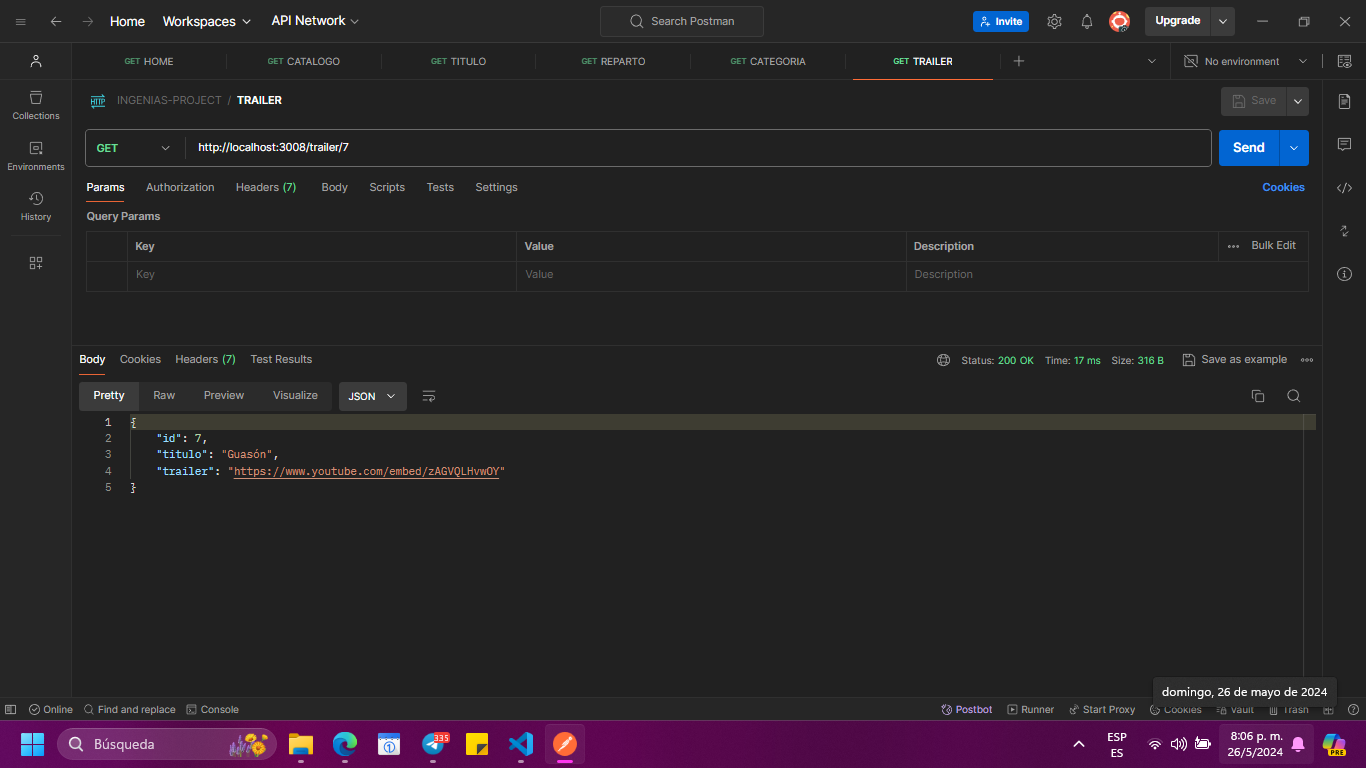 Home Workspaces API Network Search Postman Invite Upgrade
GET HOME GET CATALOGO GET TITULO GET REPARTO GET CATEGORIA GET TRAILER No environment
HTTP INGENIAS-PROJECT / TRAILER Save
Collections
GET http://localhost:3008/trailer/7 Send
Environments
Params Authorization Headers (7) Body Scripts Tests Settings Cookies
History
Query Params
Key Value Description Bulk Edit
Key Value Description
Body Cookies Headers (7) Test Results Status: 200 OK Time: 17 ms Size: 316 B Save as example
Pretty Raw Preview Visualize JSON
1 {
2 "id": 7,
3 "titulo": "Guasón",
4 "trailer": "https://www.youtube.com/embed/zAGVQLHvwOY"
5 }
domingo, 26 de mayo de 2024
Online Find and replace Console Postbot Runner Start Proxy Cookies Vault Trash
Búsqueda 335 ESP 8:06 p. m.
ES 26/5/2024 PRE